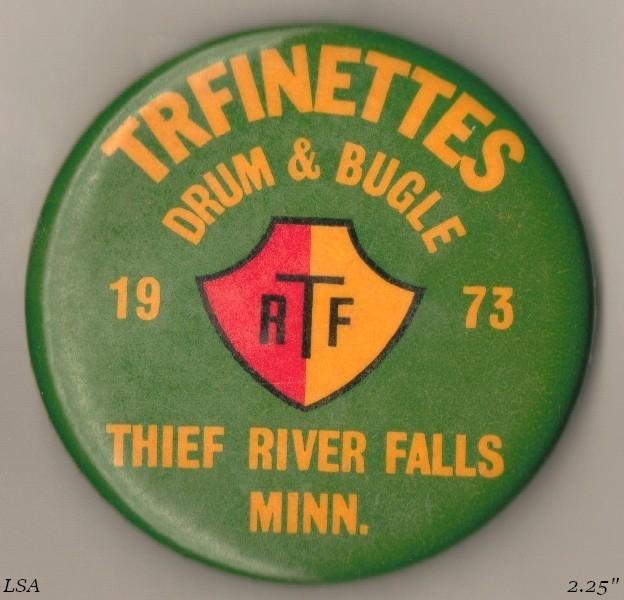 TRFINETTES
DRUM & BUGLE
19 73
RTF
THIEF RIVER FALLS
MINN.
LSA 2.25"